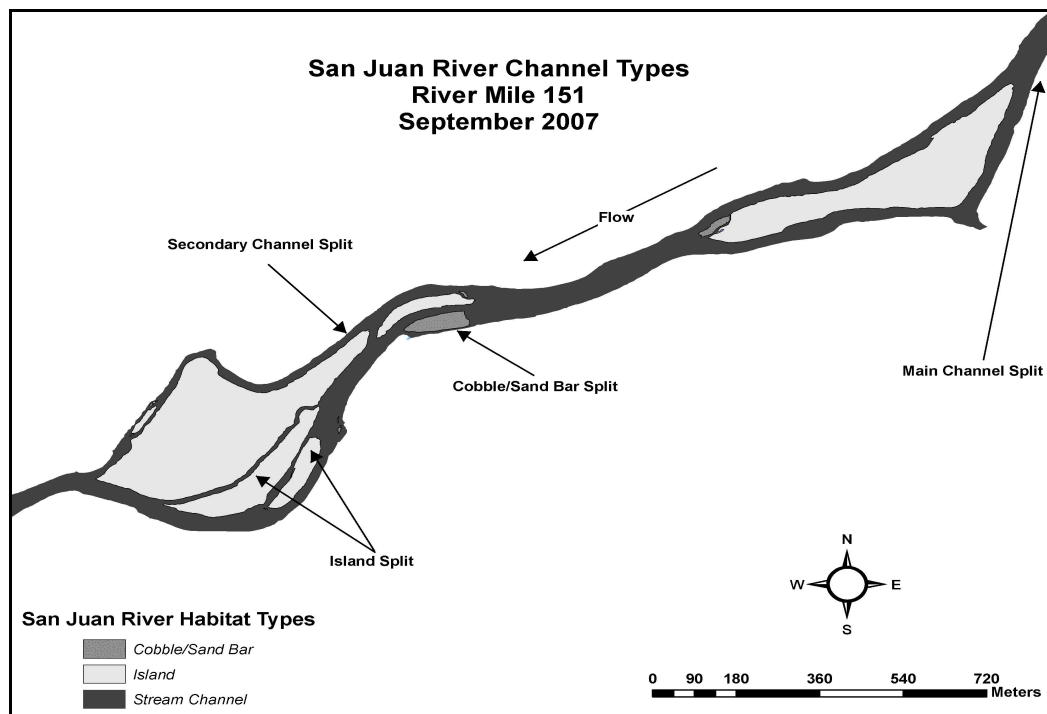 San Juan River Channel Types
River Mile 151
September 2007
Flow
Secondary Channel Split
Cobble/Sand Bar Split
Main Channel Split
Island Split
N
W E
S
San Juan River Habitat Types
Cobble/Sand Bar
Island
Stream Channel
0 90 180 360 540 720
Meters